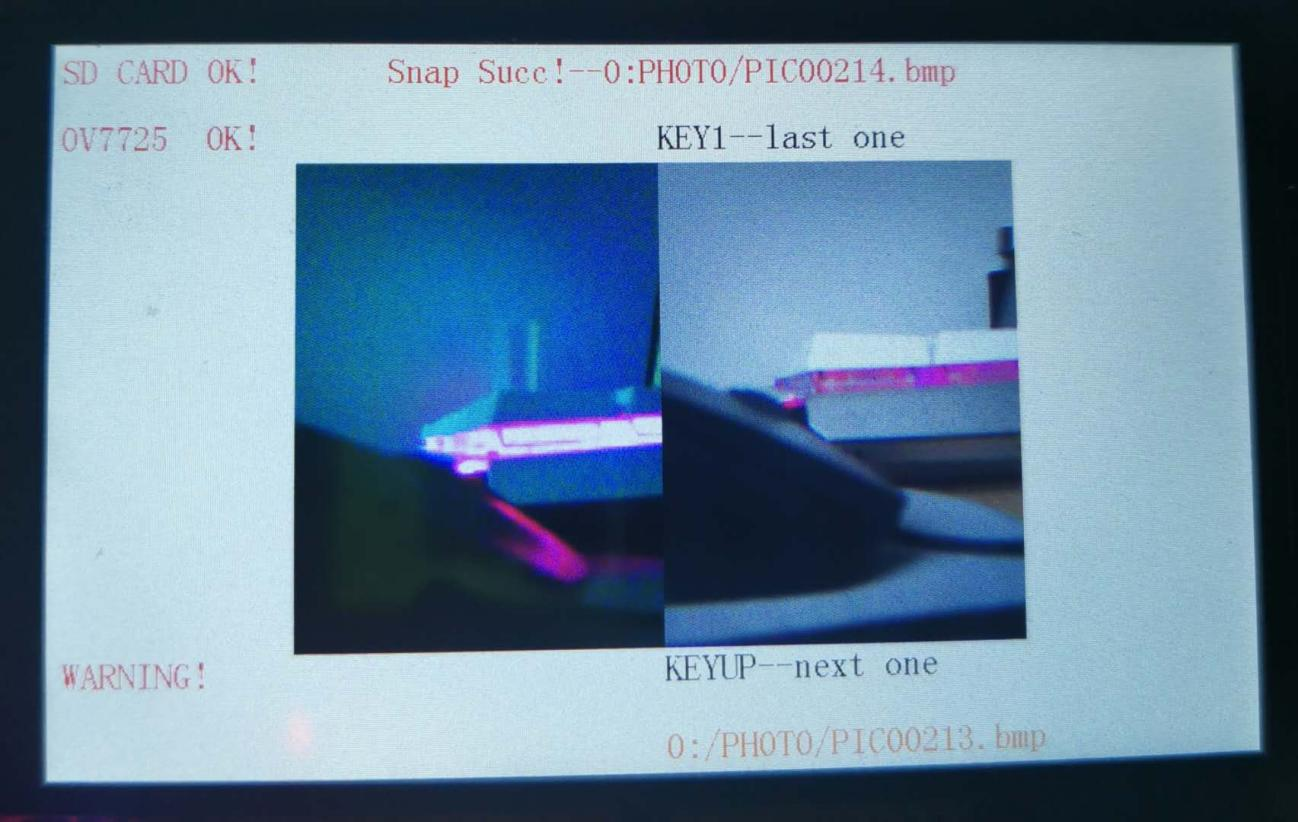 SD CARD OK!
Snap Succ!--0:PHOTO/PIC00214.bmp
OV7725 OK!
KEY1--last one
WARNING!
KEYUP--next one
0:/PHOTO/PIC00213.bmp